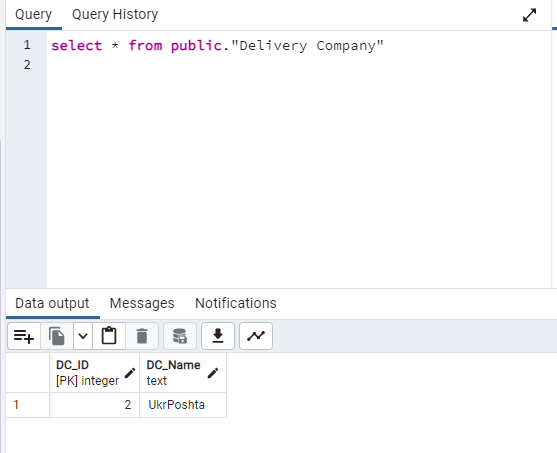 Query Query History
1 select * from public."Delivery Company"
2
Data output Messages Notifications
DC_ID DC_Name
[PK] integer text
1 2 UkrPoshta